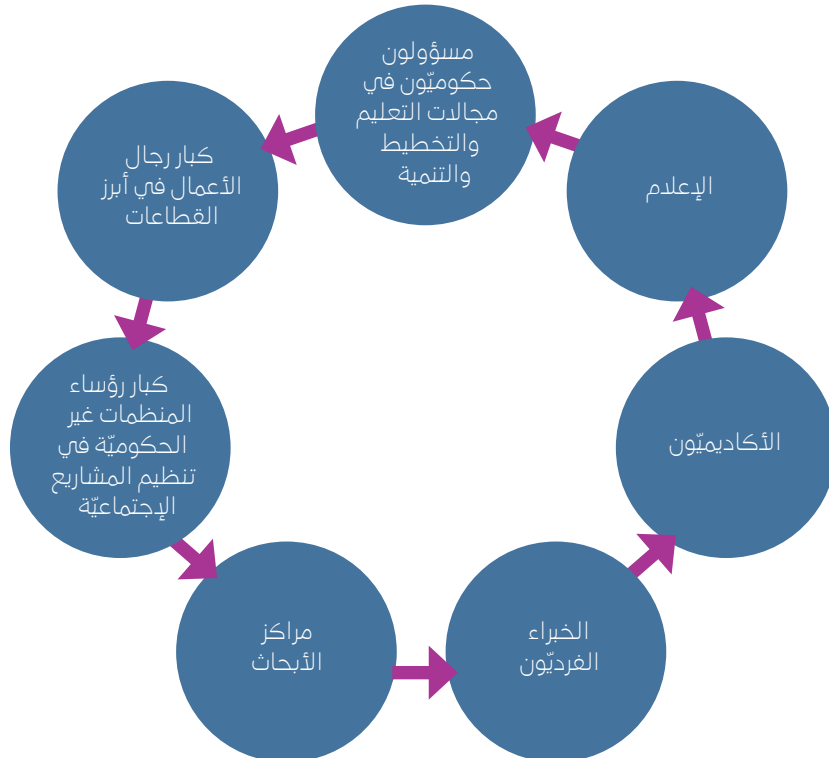 مسؤولون
حكوميّون في
مجالات التعليم
والتخطيط
والتنمية
كبار رجال
الأعمال في أبرز
القطاعات
كبار رؤساء
المنظمات غير
الحكوميّة في
تنظيم المشاريع
الإجتماعيّة
مراكز
الأبحاث
الخبراء
الفرديّون
الأكاديميّون
الإعلام